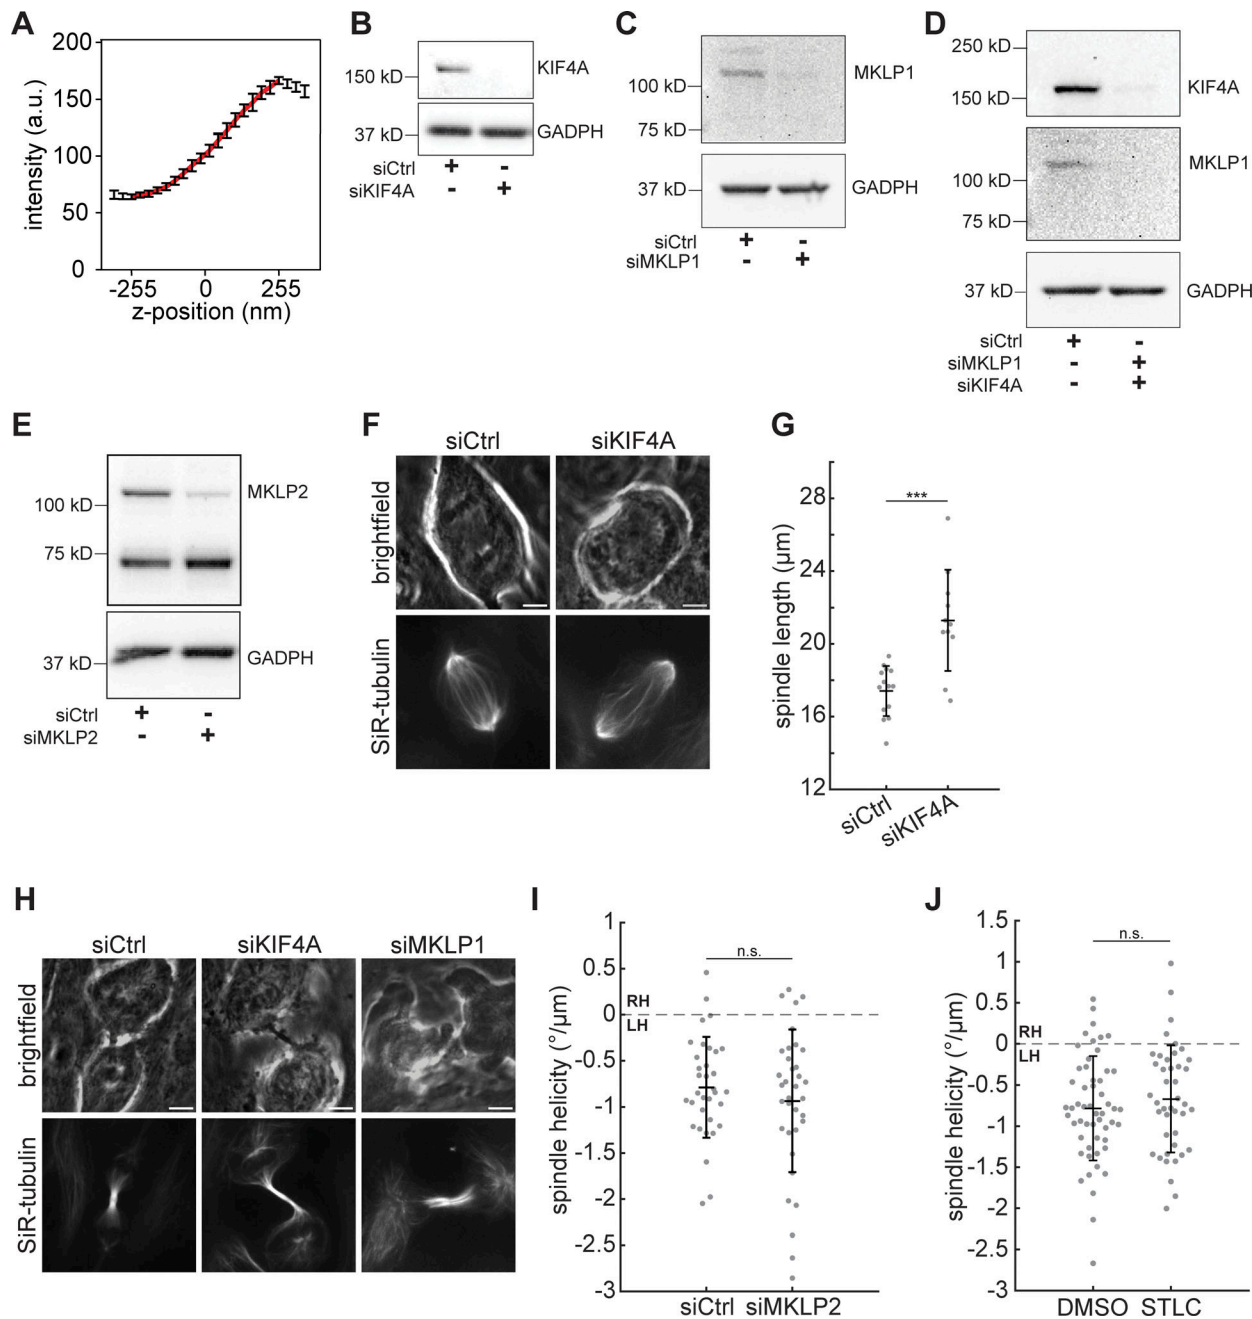 A
200
150
100
50
0
intensity (a.u.)
-255 0 255
z-position (nm)
B
150 kD
KIF4A
37 kD
GADPH
siCtrl + -
siKIF4A - +
C
100 kD
MKLP1
75 kD
37 kD
GADPH
siCtrl + -
siMKLP1 - +
D
250 kD
KIF4A
150 kD
MKLP1
100 kD
75 kD
37 kD
GADPH
siCtrl + -
siMKLP1 - +
siKIF4A - +
E
MKLP2
100 kD
75 kD
37 kD
GADPH
siCtrl + -
siMKLP2 - +
F
siCtrl siKIF4A
brightfield
SiR-tubulin
G
28
24
20
16
12
spindle length (μm)
***
siCtrl
siKIF4A
H
siCtrl siKIF4A siMKLP1
brightfield
SiR-tubulin
I
1
0.5
0
-0.5
-1
-1.5
-2
-2.5
-3
spindle helicity (°/μm)
n.s.
RH
LH
siCtrl siMKLP2
J
1.5
1
0.5
0
-0.5
-1
-1.5
-2
-2.5
-3
spindle helicity (°/μm)
n.s.
RH
LH
DMSO STLC